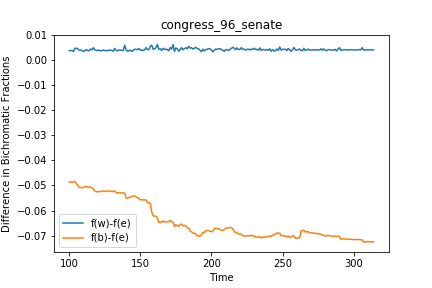 congress_96_senate
Difference in Bichromatic Fractions
0.01
0.00
−0.01
−0.02
−0.03
−0.04
−0.05
−0.06
−0.07
f(w)-f(e)
f(b)-f(e)
100
150
200
250
300
Time